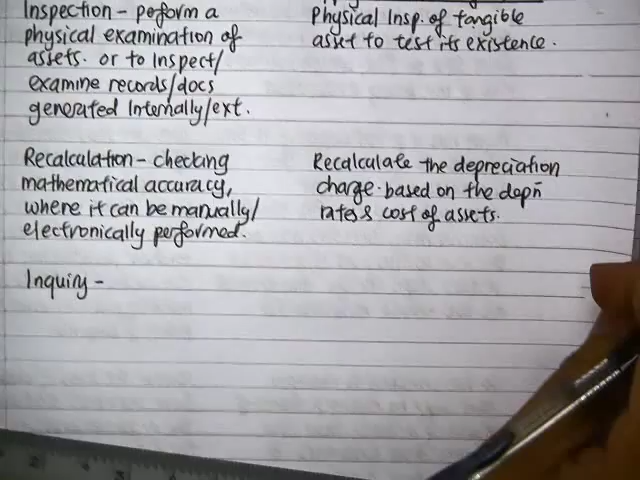 Inspection - perform a
physical examination of
assets. or to inspect/
examine records/docs
generated internally/ext.
Physical Insp. of tangible
asset to test its existence.
Recalculation - checking
mathematical accuracy,
where it can be manually/
electronically performed.
Recalculate the depreciation
charge based on the depñ
rates & cost of assets.
Inquiry -